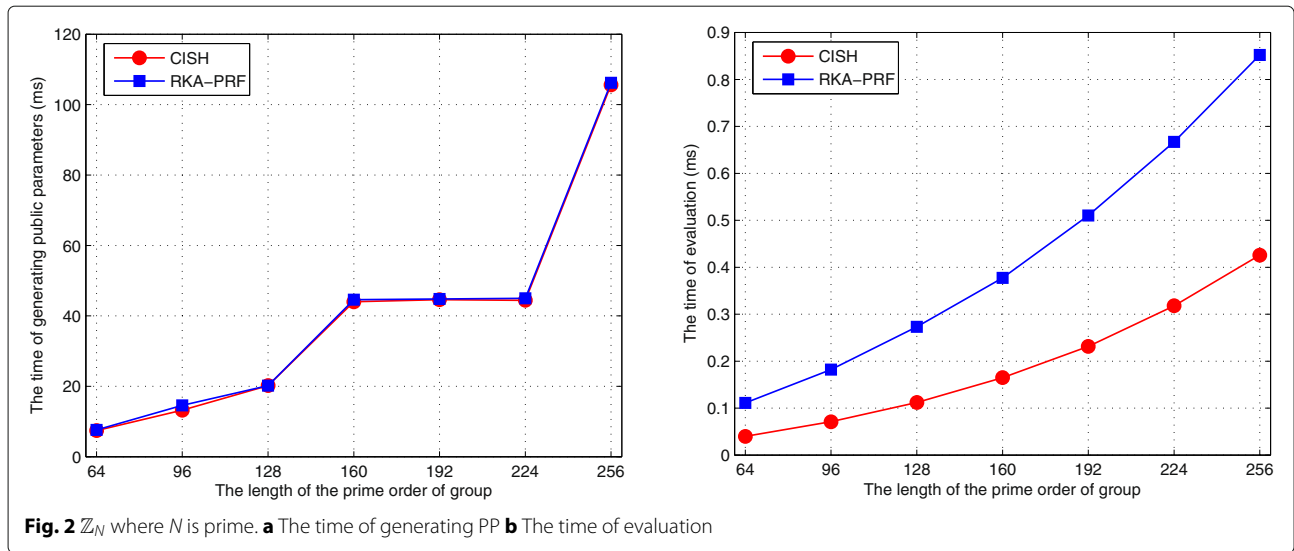 120
100
80
60
40
20
0
The time of generating public parameters (ms)
CISH
RKA−PRF
64 96 128 160 192 224 256
The length of the prime order of group
0.9
0.8
0.7
0.6
0.5
0.4
0.3
0.2
0.1
0
The time of evaluation (ms)
CISH
RKA−PRF
64 96 128 160 192 224 256
The length of the prime order of group
Fig. 2 ℤN where N is prime. a The time of generating PP b The time of evaluation